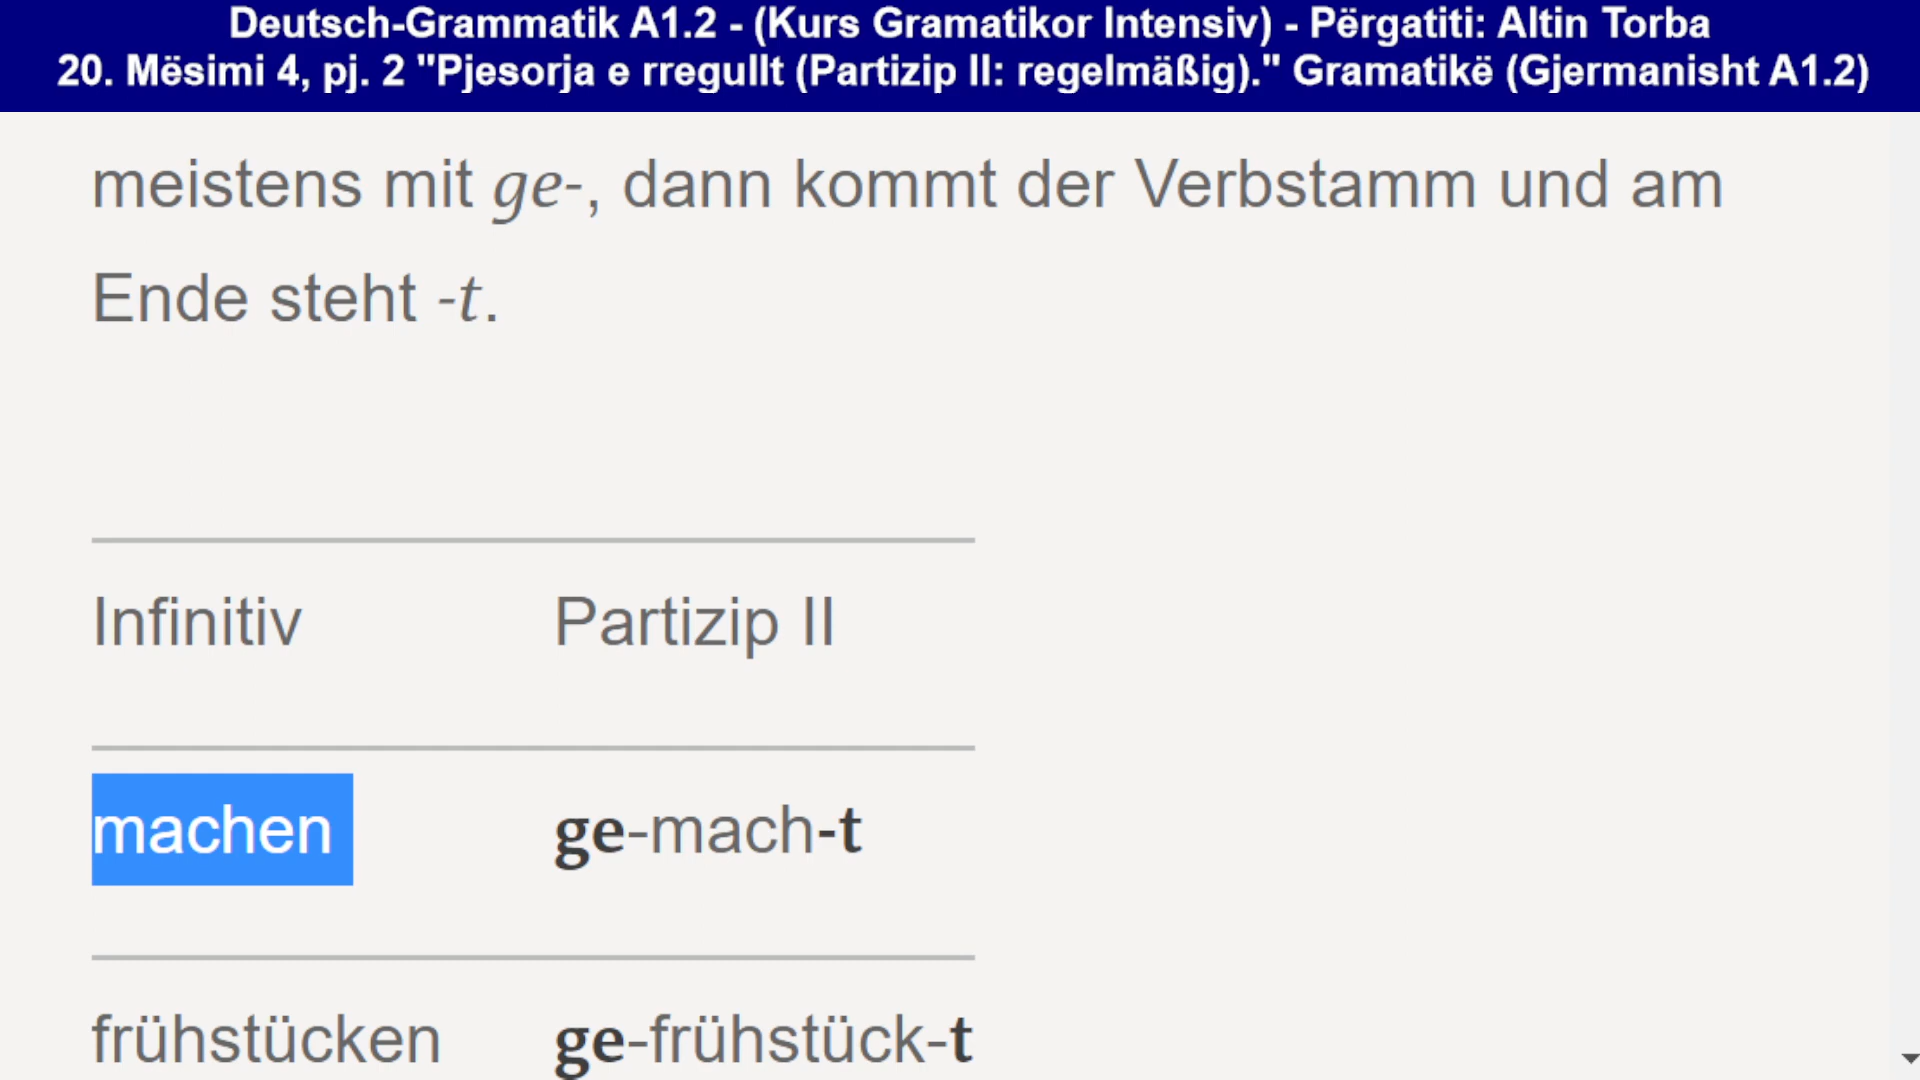 Deutsch-Grammatik A1.2 - (Kurs Gramatikor Intensiv) - Përgatiti: Altin Torba
20. Mësimi 4, pj. 2 "Pjesorja e rregullt (Partizip II: regelmäßig)." Gramatikë (Gjermanisht A1.2)
meistens mit ge-, dann kommt der Verbstamm und am
Ende steht -t.
Infinitiv Partizip II
machen ge-mach-t
frühstücken ge-frühstück-t